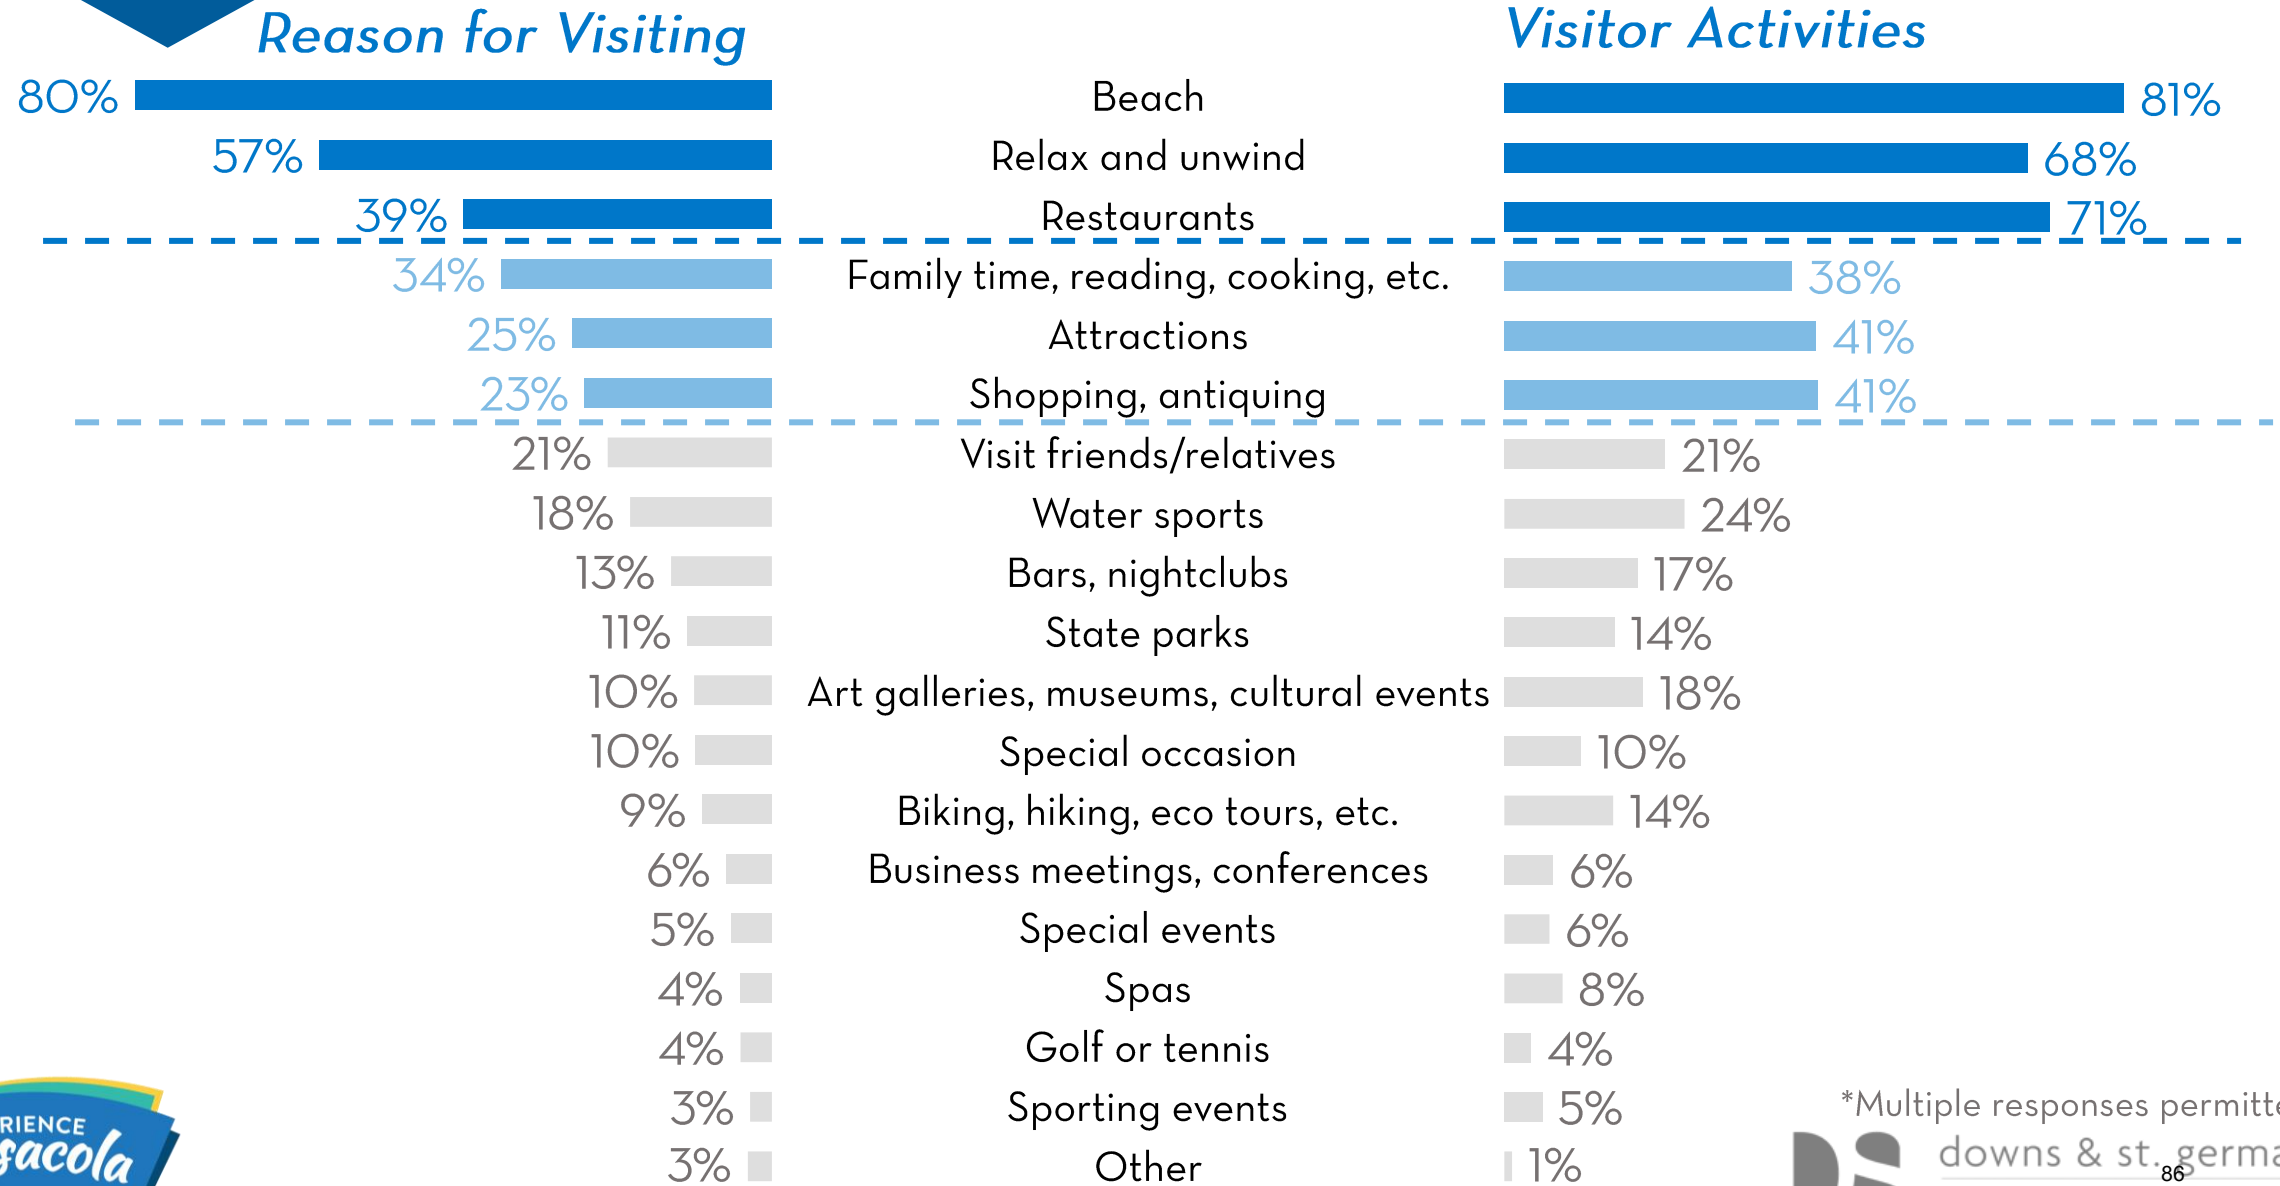 Reason for Visiting Visitor Activities
80% Beach 81%
57% Relax and unwind 68%
39% Restaurants 71%
34% Family time, reading, cooking, etc. 38%
25% Attractions 41%
23% Shopping, antiquing 41%
21% Visit friends/relatives 21%
18% Water sports 24%
13% Bars, nightclubs 17%
11% State parks 14%
10% Art galleries, museums, cultural events 18%
10% Special occasion 10%
9% Biking, hiking, eco tours, etc. 14%
6% Business meetings, conferences 6%
5% Special events 6%
4% Spas 8%
4% Golf or tennis 4%
3% Sporting events 5%
3% Other 1%
*Multiple responses
downs & st.
86